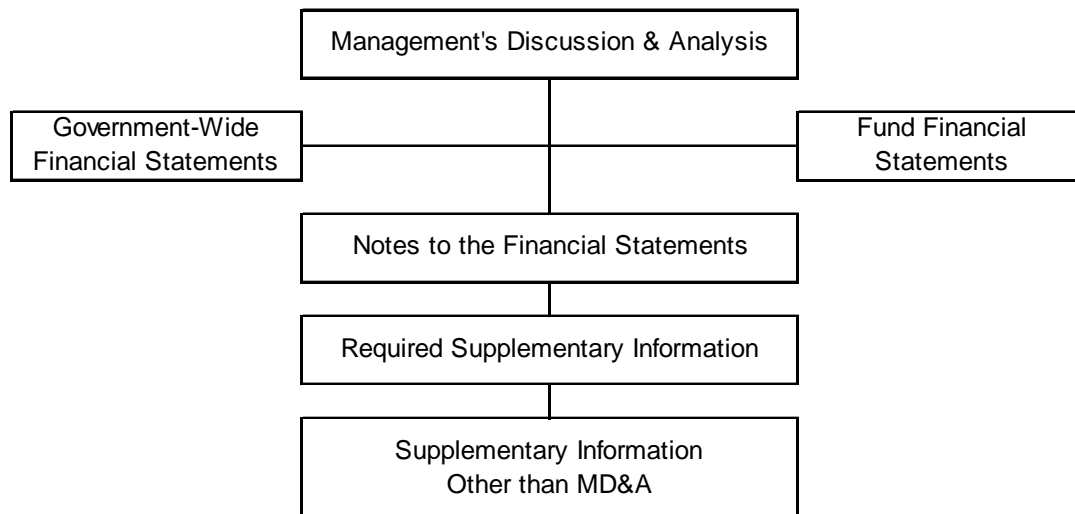 Management's Discussion & Analysis
Government-Wide
Financial Statements
Fund Financial
Statements
Notes to the Financial Statements
Required Supplementary Information
Supplementary Information
Other than MD&A